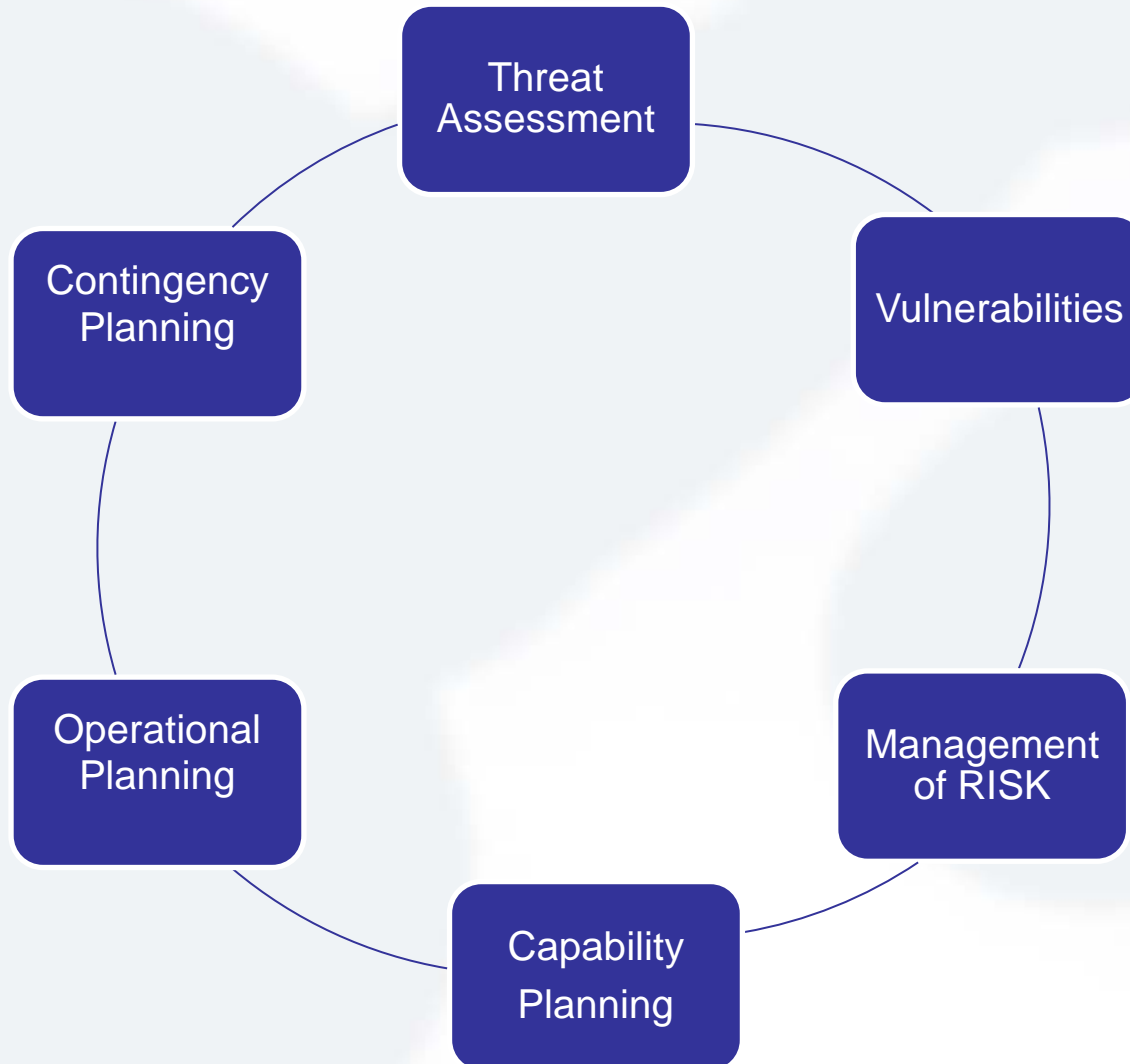 Threat
Assessment
Vulnerabilities
Management
of RISK
Capability
Planning
Operational
Planning
Contingency
Planning